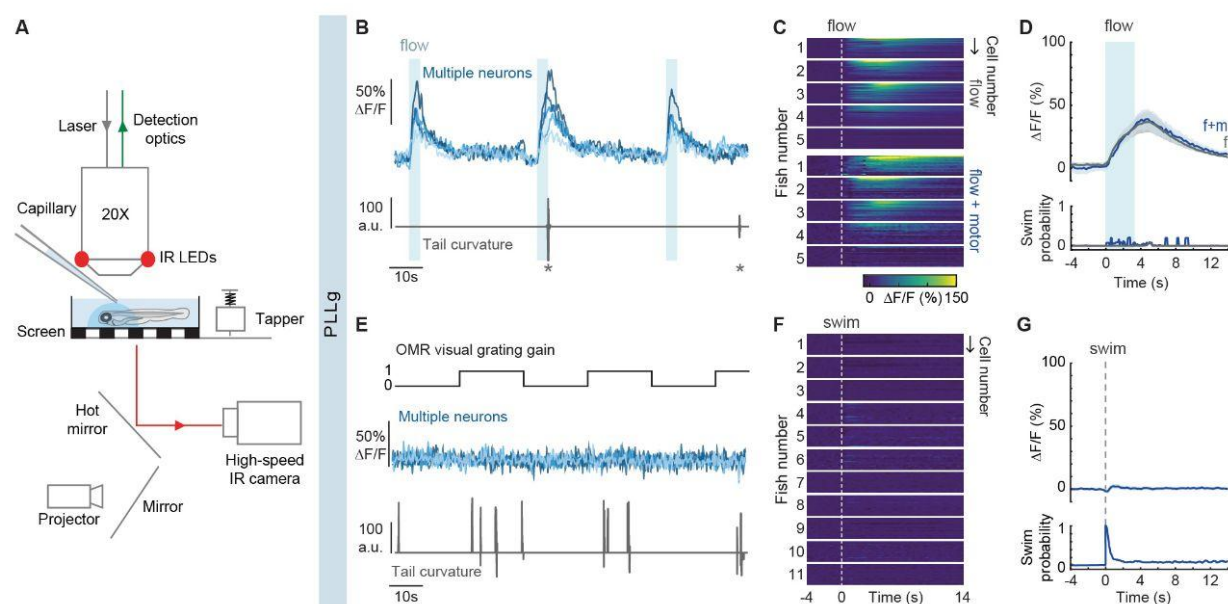 A
Laser
Detection
optics
Capillary
20X
IR LEDs
Screen
Tapper
Hot
mirror
High-speed
IR camera
Projector
Mirror
PLLg
B
flow
Multiple neurons
50%
ΔF/F
100
a.u.
Tail curvature
*
*
10s
C
flow
Fish number
1
2
3
4
5
1
2
3
4
5
Cell number
flow
flow + motor
0 ΔF/F (%) 150
D
ΔF/F (%)
100
50
0
f+m
f
Swim
probability
1
0
-4 0 4 8 12
Time (s)
E
OMR visual grating gain
1
0
Multiple neurons
50%
ΔF/F
100
a.u.
Tail curvature
10s
F
swim
Fish number
1
2
3
4
5
6
7
8
9
10
11
Cell number
-4 0 Time (s) 14
G
swim
ΔF/F (%)
100
50
0
Swim
probability
1
0
-4 0 4 8 12
Time (s)